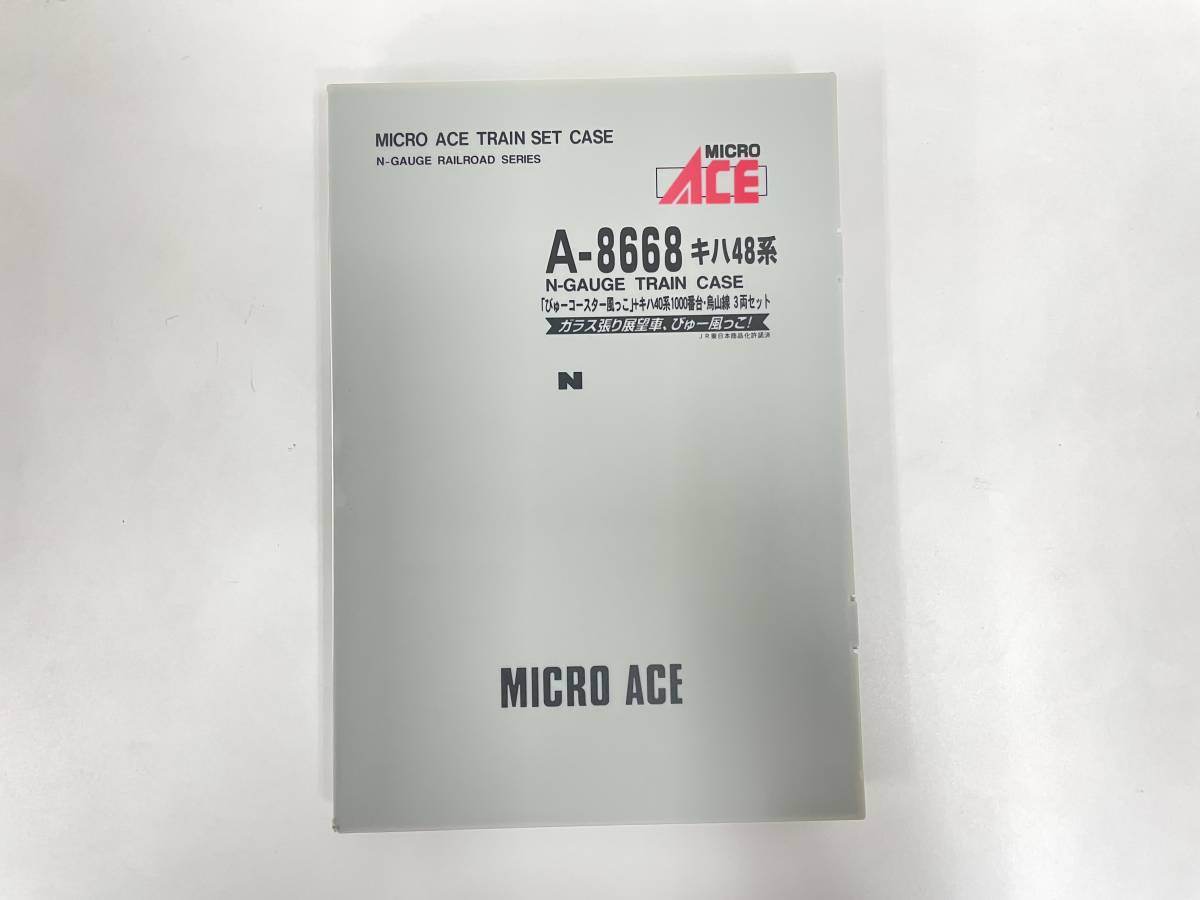 MICRO ACE TRAIN SET CASE
N-GAUGE RAILROAD SERIES
MICRO
ACE
A-8668 キハ48系
N-GAUGE TRAIN CASE
「びゅーコースター風っこ」+キハ40系1000番台・烏山線 3両セット
ガラス張り展望車、びゅー風っこ!
JR東日本商品化許諾済
N
MICRO ACE